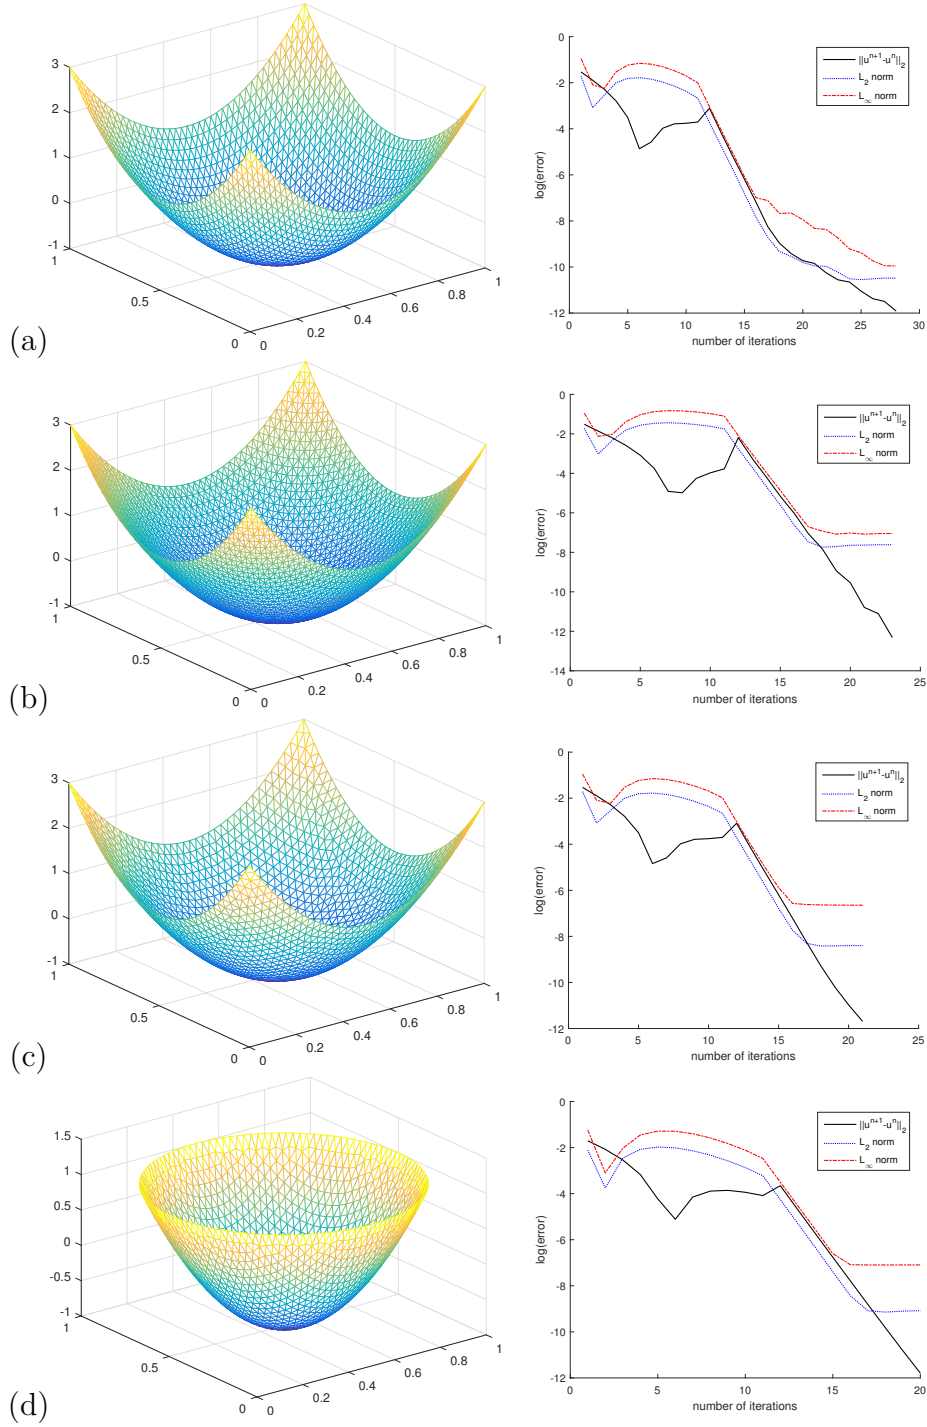 (a)
3
2
1
0
-1
1
0.5
0
0 0.2 0.4 0.6 0.8 1
log(error)
0
-2
-4
-6
-8
-10
-12
0 5 10 15 20 25 30
number of iterations
||u^{n+1}-u^n||_2
L_2 norm
L_∞ norm
(b)
3
2
1
0
-1
1
0.5
0
0 0.2 0.4 0.6 0.8 1
log(error)
0
-2
-4
-6
-8
-10
-12
-14
0 5 10 15 20 25
number of iterations
||u^{n+1}-u^n||_2
L_2 norm
L_∞ norm
(c)
3
2
1
0
-1
1
0.5
0
0 0.2 0.4 0.6 0.8 1
log(error)
0
-2
-4
-6
-8
-10
-12
0 5 10 15 20 25
number of iterations
||u^{n+1}-u^n||_2
L_2 norm
L_∞ norm
(d)
1.5
1
0.5
0
-0.5
-1
1
0.5
0
0 0.2 0.4 0.6 0.8 1
log(error)
0
-2
-4
-6
-8
-10
-12
0 5 10 15 20
number of iterations
||u^{n+1}-u^n||_2
L_2 norm
L_∞ norm